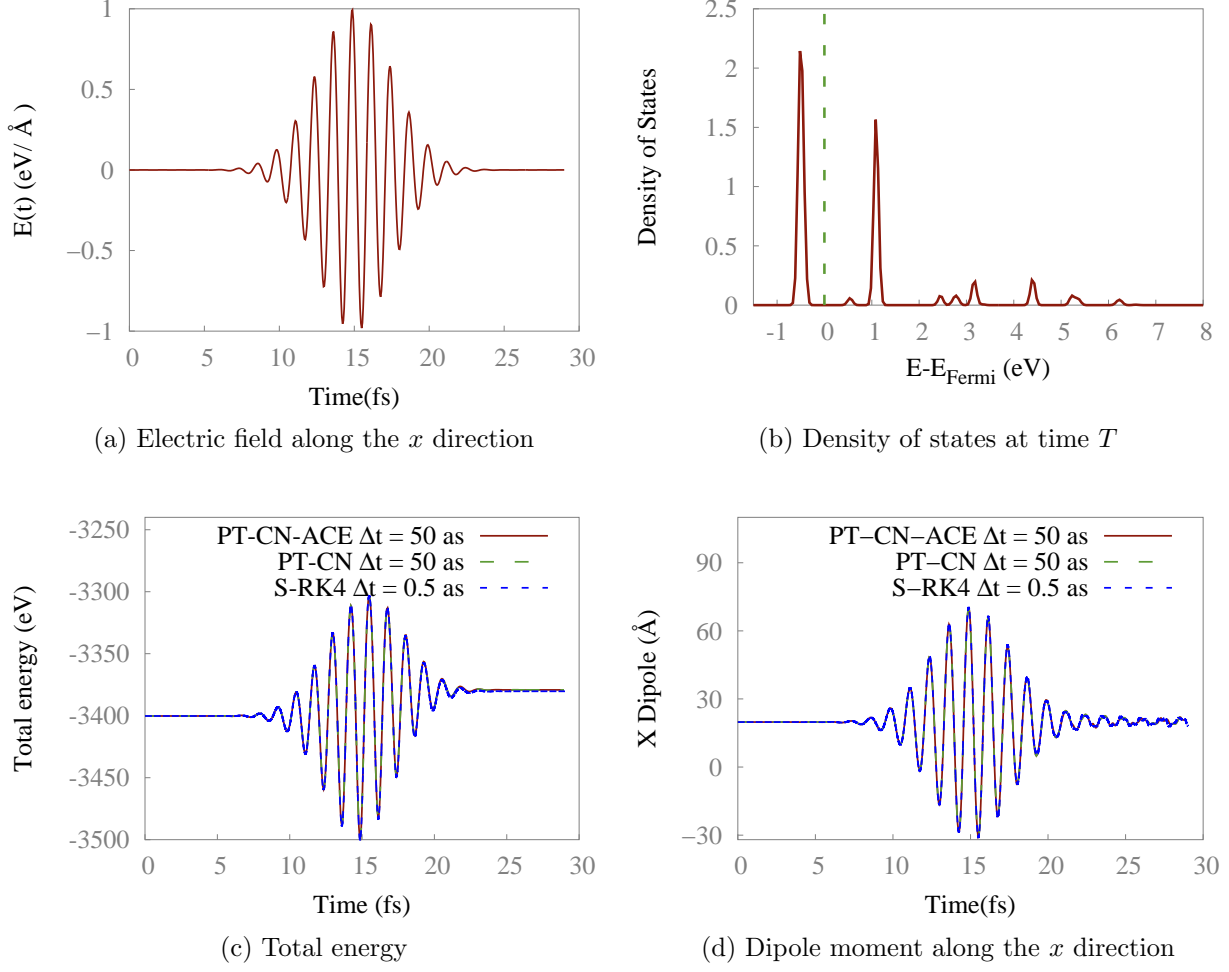 1
0.5
0
−0.5
−1
E(t) (eV/ Å )
0 5 10 15 20 25 30
Time(fs)
(a) Electric field along the x direction
2.5
2
1.5
1
0.5
0
Density of States
-1 0 1 2 3 4 5 6 7 8
E-E_Fermi (eV)
(b) Density of states at time T
-3250
-3300
-3350
-3400
-3450
-3500
Total energy (eV)
PT-CN-ACE Δt = 50 as
PT-CN Δt = 50 as
S-RK4 Δt = 0.5 as
0 5 10 15 20 25 30
Time (fs)
(c) Total energy
90
60
30
0
−30
X Dipole (Å)
PT−CN−ACE Δt = 50 as
PT−CN Δt = 50 as
S−RK4 Δt = 0.5 as
0 5 10 15 20 25 30
Time(fs)
(d) Dipole moment along the x direction